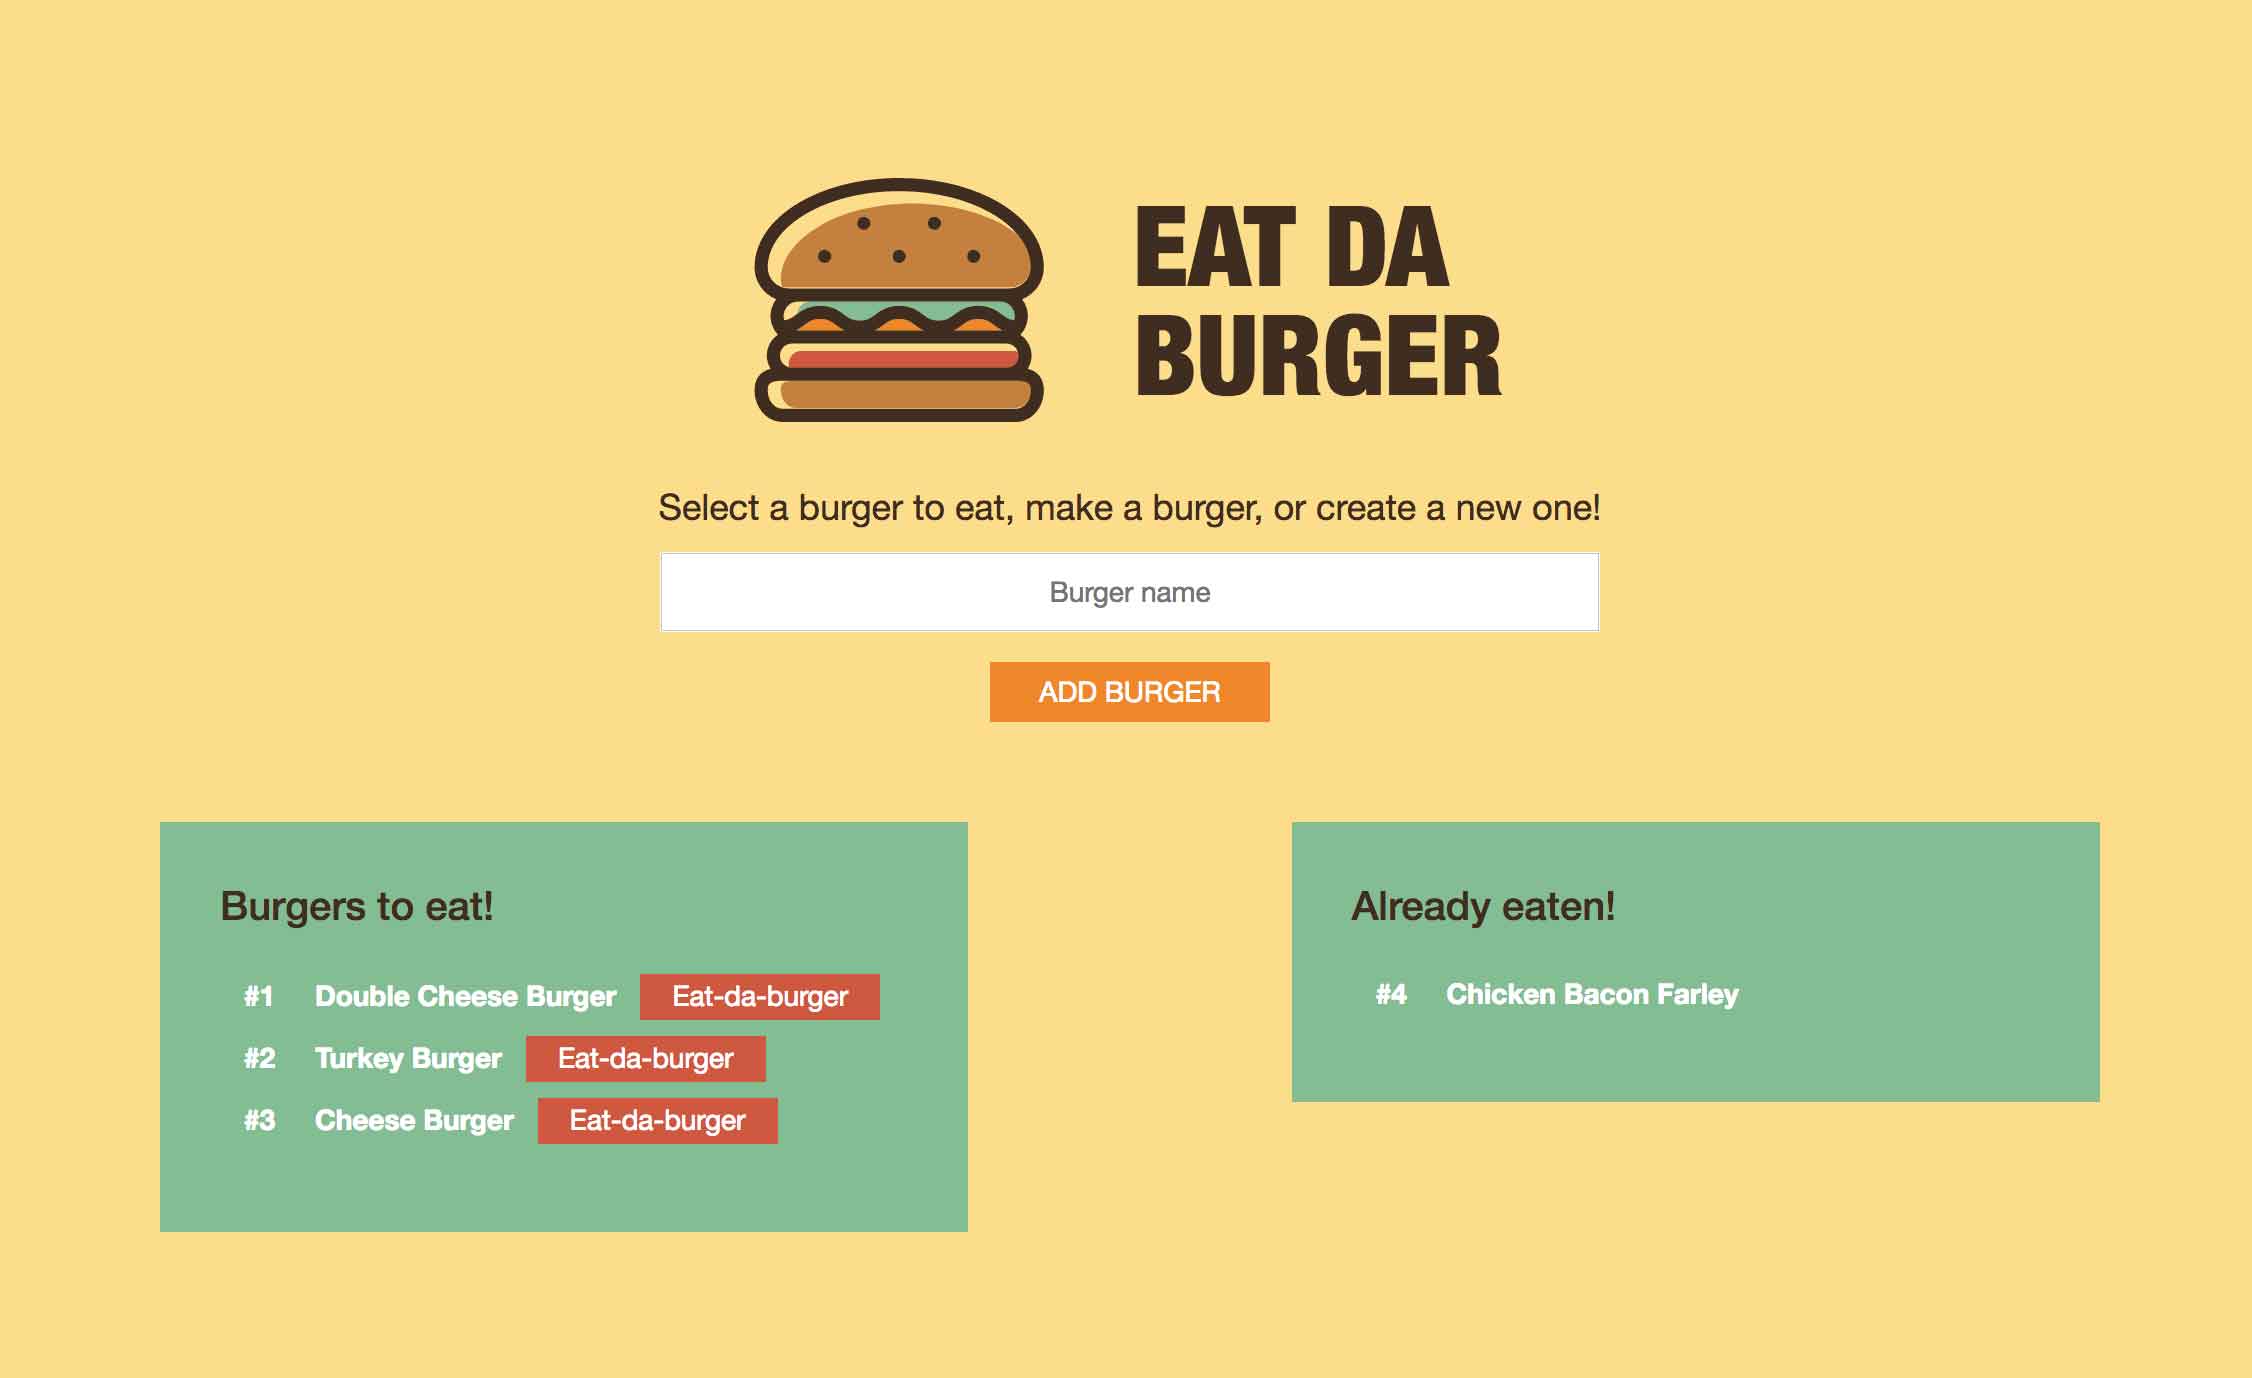 EAT DA
BURGER
Select a burger to eat, make a burger, or create a new one!
Burger name
ADD BURGER
Burgers to eat!
#1 Double Cheese Burger Eat-da-burger
#2 Turkey Burger Eat-da-burger
#3 Cheese Burger Eat-da-burger
Already eaten!
#4 Chicken Bacon Farley